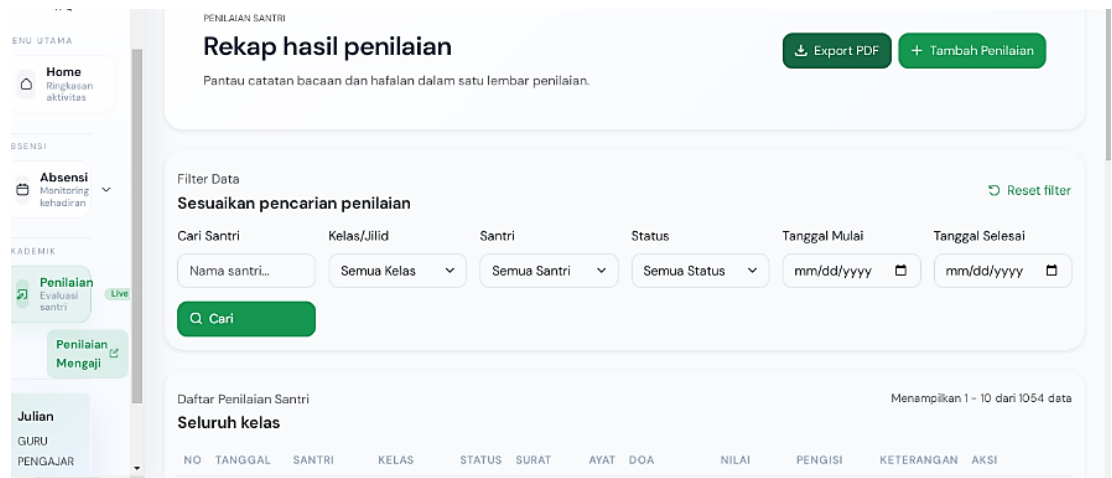 ENU UTAMA
Home
Ringkasan
aktivitas
BSENSI
Absensi
Monitoring
kehadiran
KADEMIK
Penilaian
Evaluasi
santri
Live
Penilaian
Mengaji
Julian
GURU
PENGAJAR
PENILAIAN SANTRI
Rekap hasil penilaian
Pantau catatan bacaan dan hafalan dalam satu lembar penilaian.
Export PDF
+ Tambah Penilaian
Filter Data
Sesuaikan pencarian penilaian
Reset filter
Cari Santri Kelas/Jilid Santri Status Tanggal Mulai Tanggal Selesai
Nama santri... Semua Kelas Semua Santri Semua Status mm/dd/yyyy mm/dd/yyyy
Cari
Daftar Penilaian Santri
Seluruh kelas
Menampilkan 1 - 10 dari 1054 data
NO TANGGAL SANTRI KELAS STATUS SURAT AYAT DOA NILAI PENGISI KETERANGAN AKSI